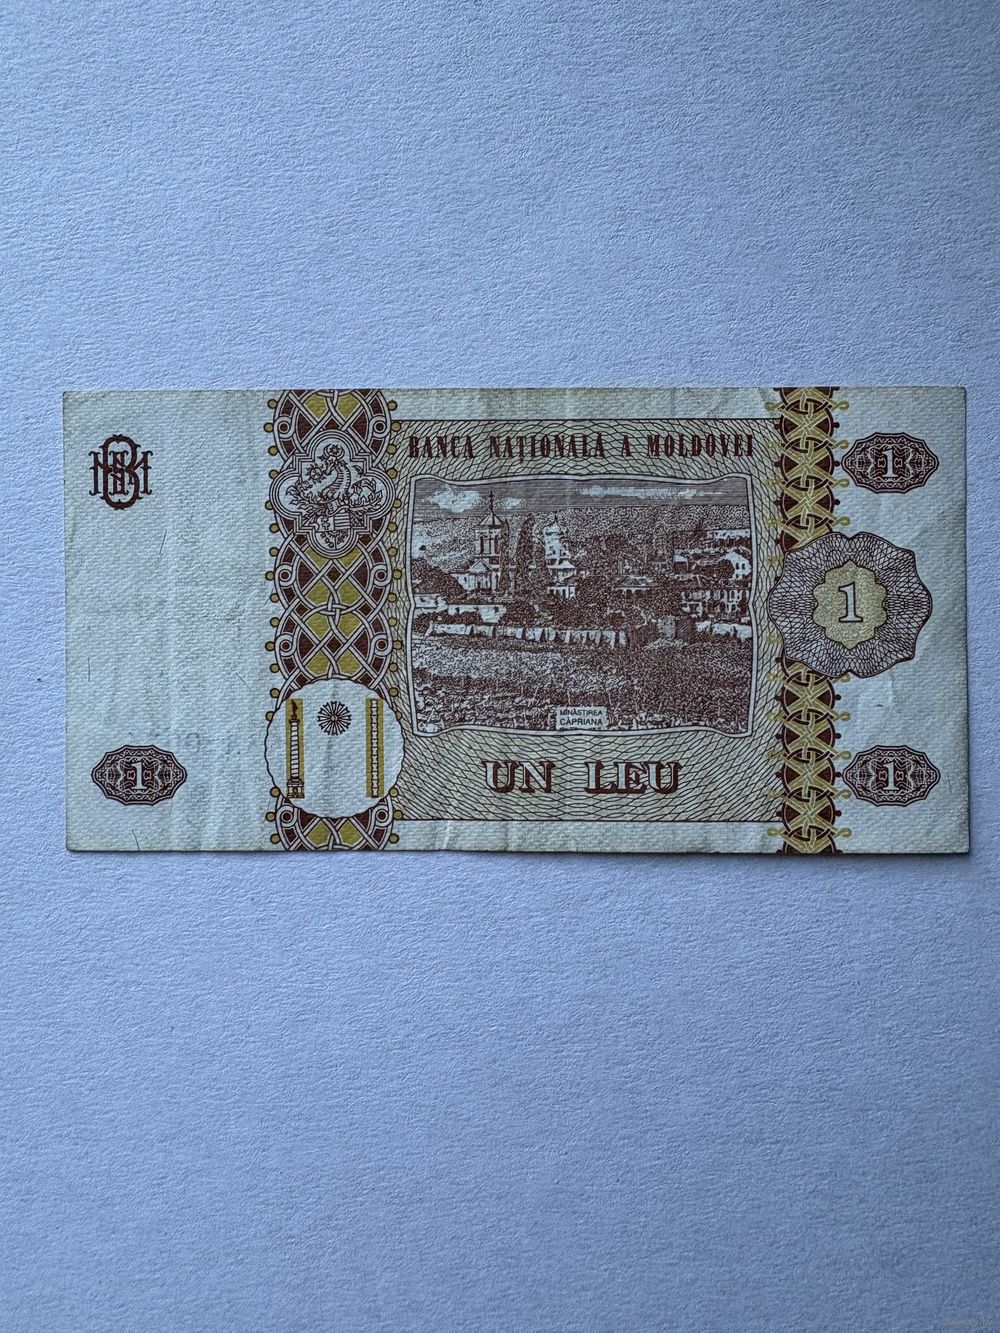 BNM
BANCA NAȚIONALĂ A MOLDOVEI
1
1
MÎNĂSTIREA
CĂPRIANA
1
UN LEU
1